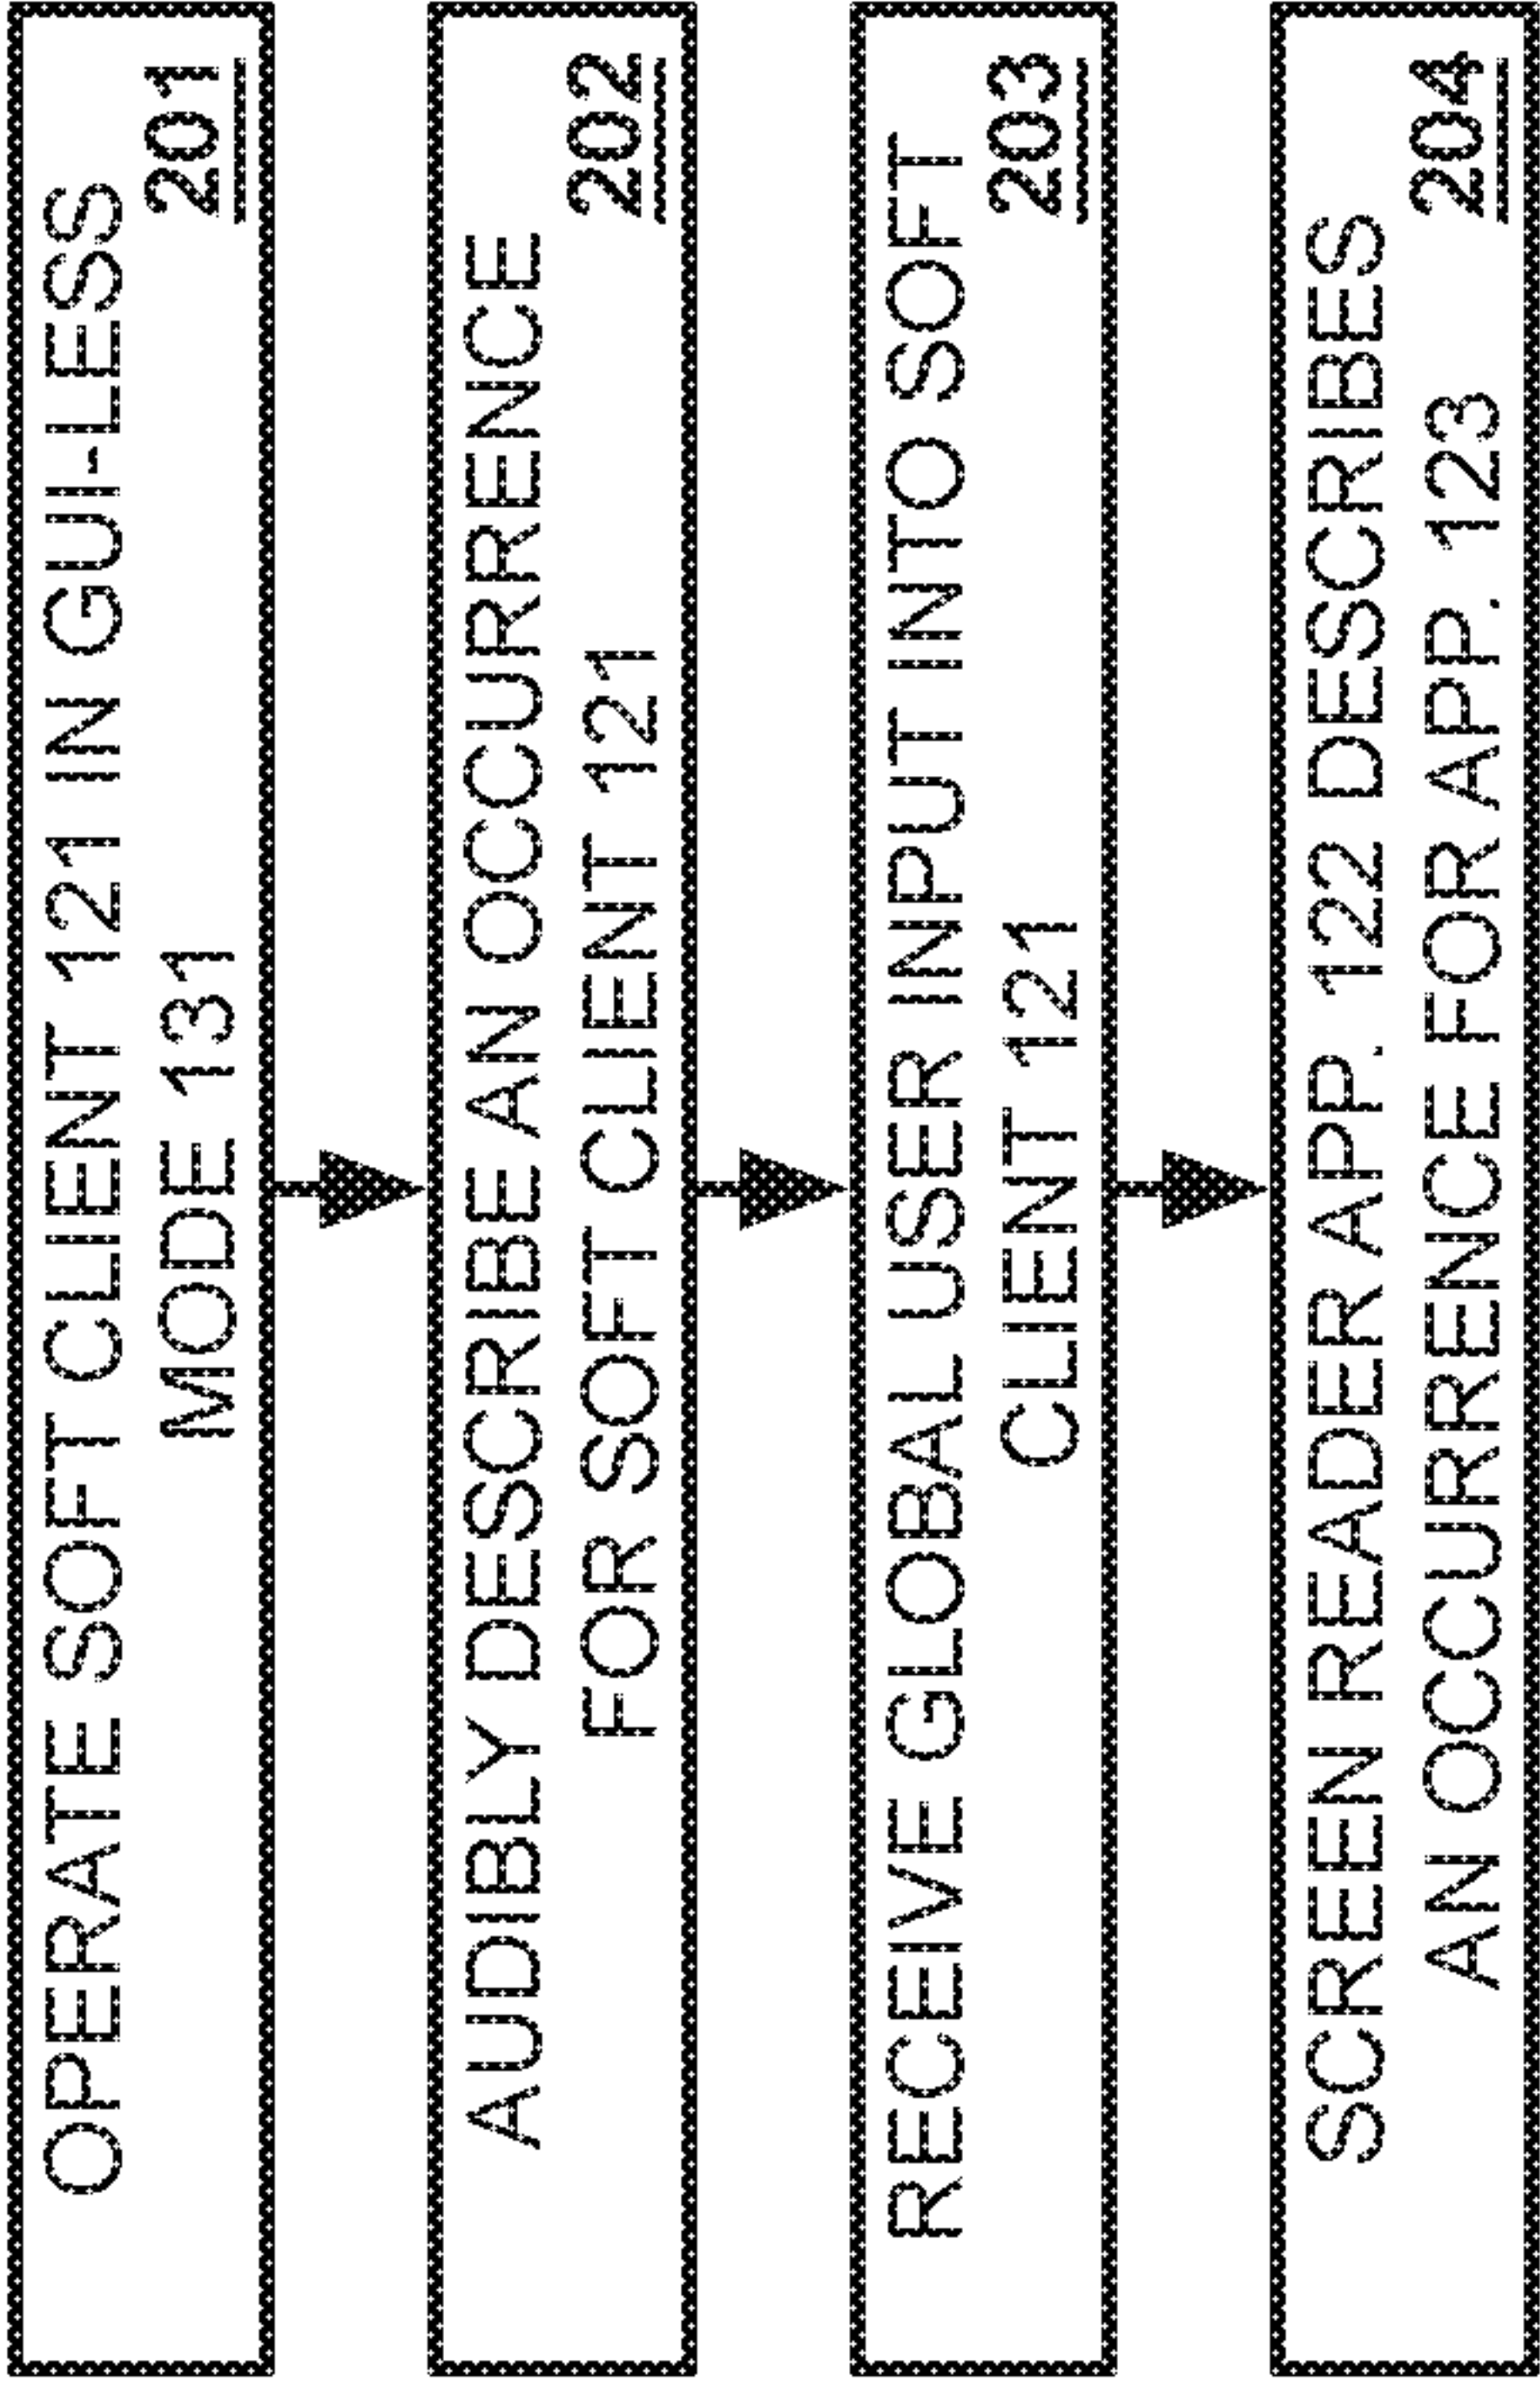 OPERATE SOFT CLIENT 121 IN GUI-LESS
MODE 131
201
AUDIBLY DESCRIBE AN OCCURRENCE
FOR SOFT CLIENT 121
202
RECEIVE GLOBAL USER INPUT INTO SOFT
CLIENT 121
203
SCREEN READER APP. 122 DESCRIBES
AN OCCURRENCE FOR APP. 123
204